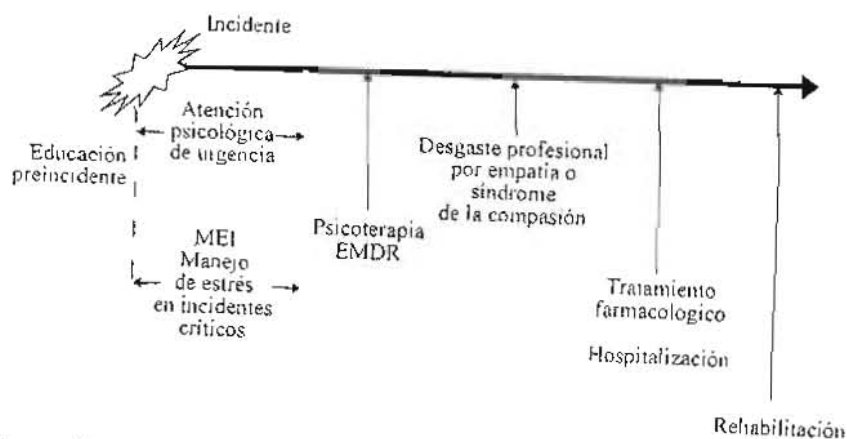 Incidente
Atención
psicológica
de urgencia
Educación
preincidente
MEI
Manejo
de estrés
en incidentes
críticos
Psicoterapia
EMDR
Desgaste profesional
por empatía o
síndrome
de la compasión
Tratamiento
farmacologico
Hospitalización
Rehabilitación